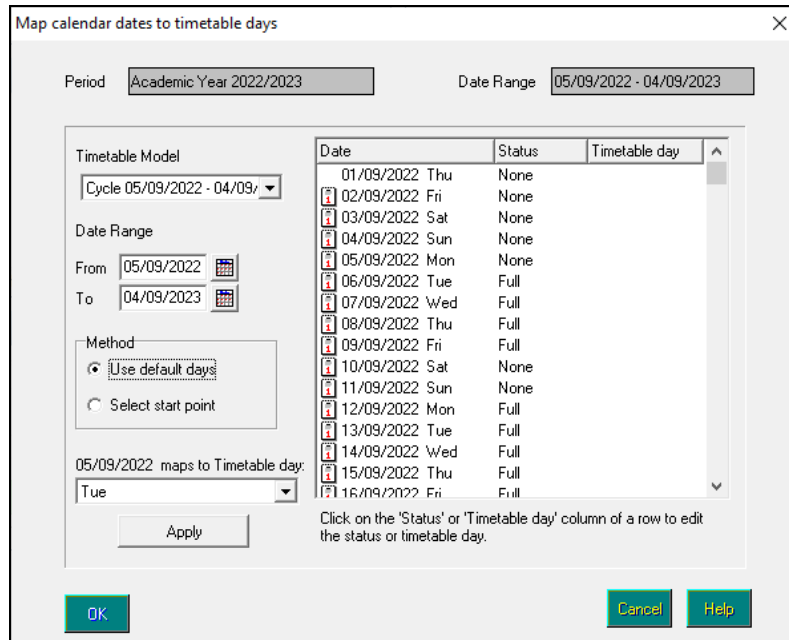 Map calendar dates to timetable days
Period Academic Year 2022/2023 Date Range 05/09/2022 - 04/09/2023
Timetable Model
Cycle 05/09/2022 - 04/09/
Date Range
From 05/09/2022
To 04/09/2023
Method
Use default days
Select start point
05/09/2022 maps to Timetable day:
Tue
Apply
Date Status Timetable day
01/09/2022 Thu None
02/09/2022 Fri None
03/09/2022 Sat None
04/09/2022 Sun None
05/09/2022 Mon None
06/09/2022 Tue Full
07/09/2022 Wed Full
08/09/2022 Thu Full
09/09/2022 Fri Full
10/09/2022 Sat None
11/09/2022 Sun None
12/09/2022 Mon Full
13/09/2022 Tue Full
14/09/2022 Wed Full
15/09/2022 Thu Full
16/09/2022 Fri Full
Click on the 'Status' or 'Timetable day' column of a row to edit
the status or timetable day.
OK Cancel Help